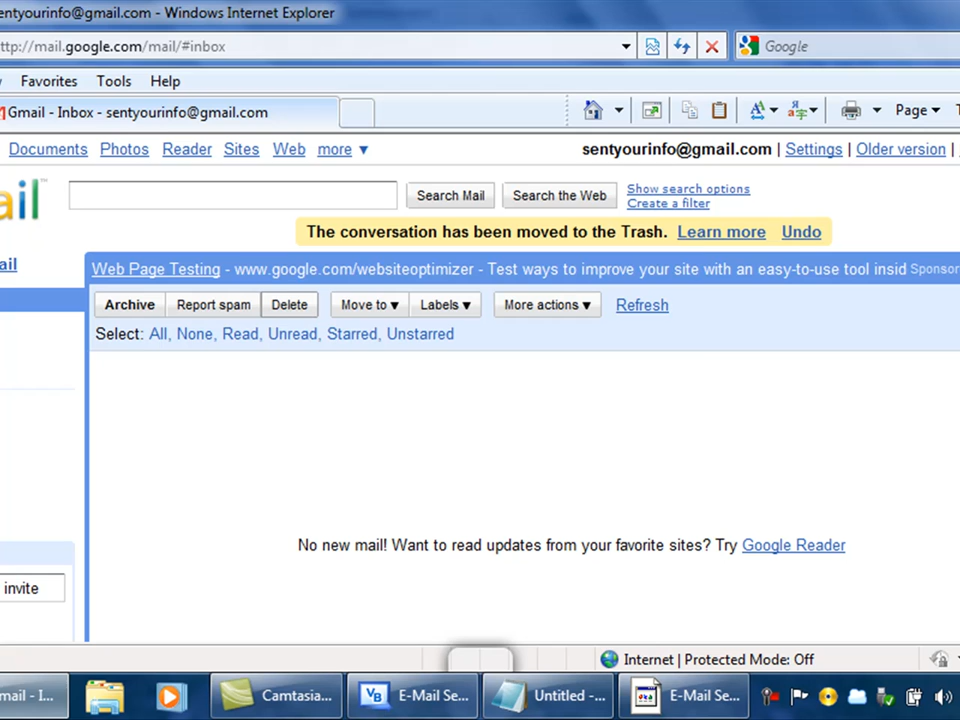 entyourinfo@gmail.com - Windows Internet Explorer
ttp://mail.google.com/mail/#inbox
Google
Favorites Tools Help
Gmail - Inbox - sentyourinfo@gmail.com
Page ▾
Documents Photos Reader Sites Web more ▼
sentyourinfo@gmail.com | Settings | Older version |
ail™
Search Mail Search the Web
Show search options
Create a filter
The conversation has been moved to the Trash. Learn more Undo
ail
Web Page Testing - www.google.com/websiteoptimizer - Test ways to improve your site with an easy-to-use tool insid Sponsor
Archive Report spam Delete Move to ▾ Labels ▾ More actions ▾ Refresh
Select: All, None, Read, Unread, Starred, Unstarred
No new mail! Want to read updates from your favorite sites? Try Google Reader
invite
Internet | Protected Mode: Off
mail - I...
Camtasia...
VB E-Mail Se...
Untitled -...
E-Mail Se...